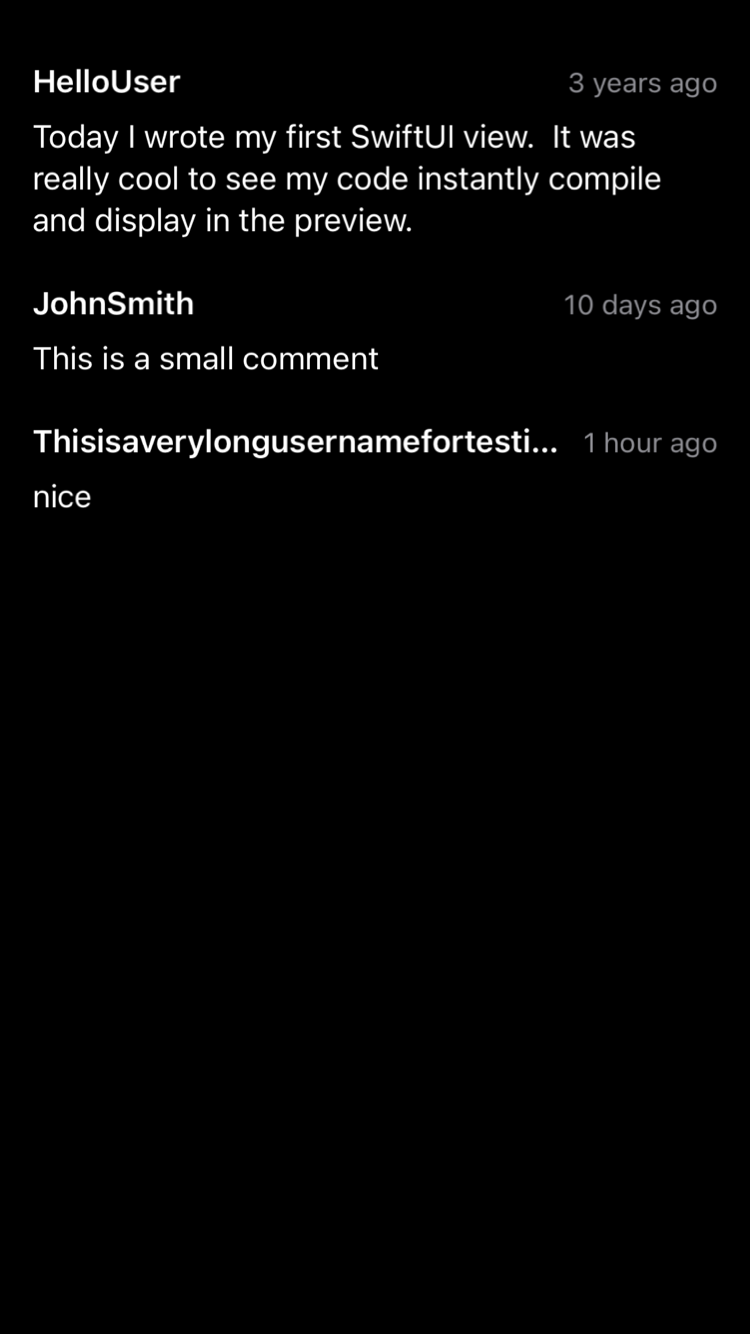 HelloUser 3 years ago
Today I wrote my first SwiftUI view.  It was
really cool to see my code instantly compile
and display in the preview.
JohnSmith 10 days ago
This is a small comment
Thisisaverylongusernamefortesti... 1 hour ago
nice